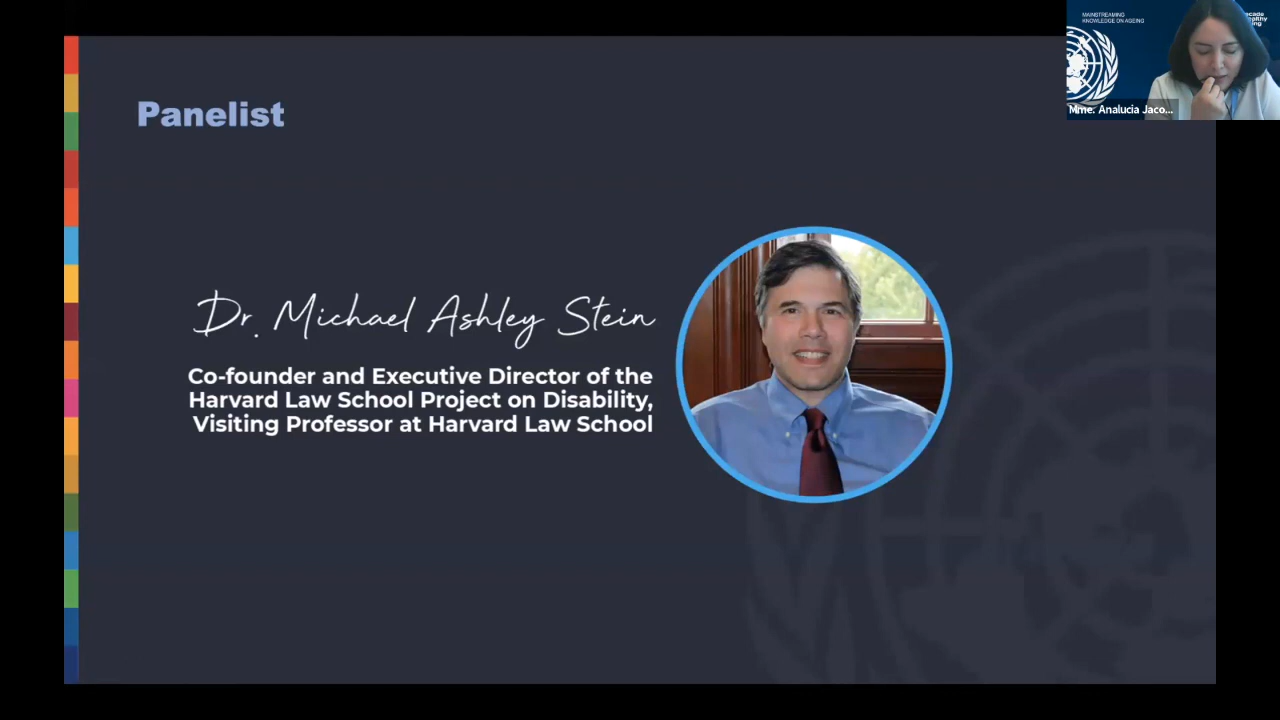 MAINSTREAMING
KNOWLEDGE ON AGEING
Mme. Analucia Jaco...
Panelist
Dr. Michael Ashley Stein
Co-founder and Executive Director of the
Harvard Law School Project on Disability,
Visiting Professor at Harvard Law School